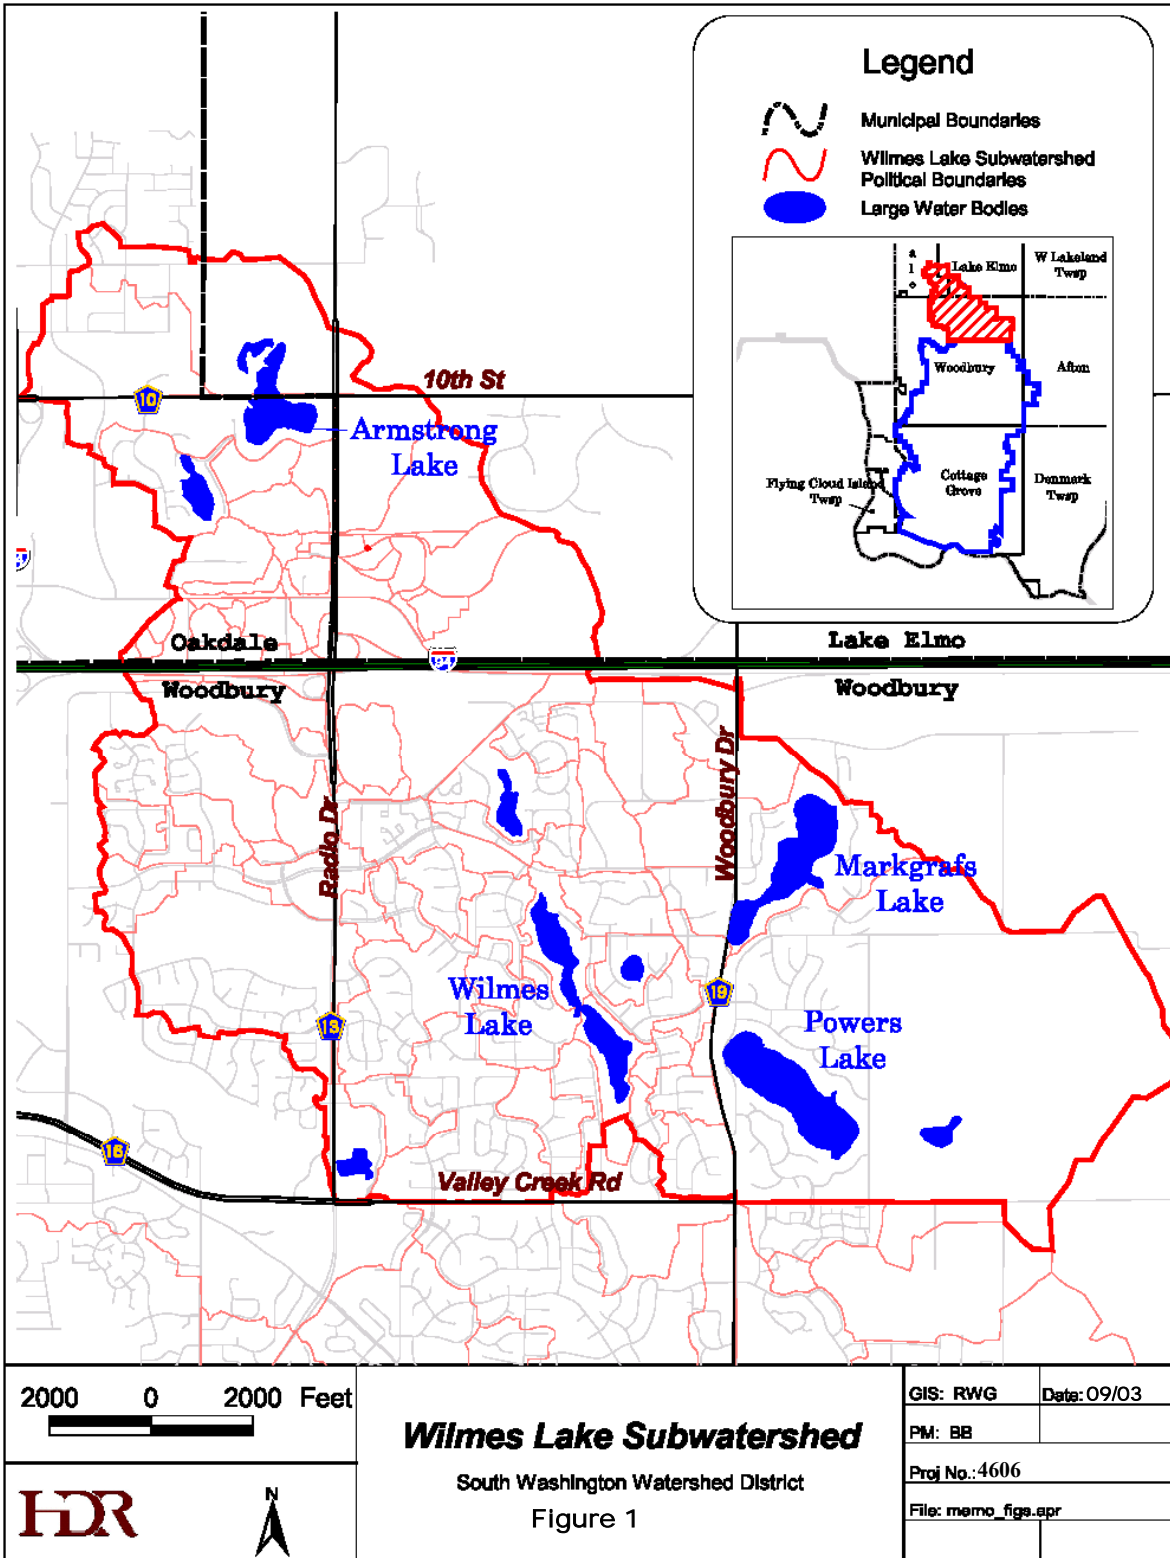 Legend
Municipal Boundaries
Wilmes Lake Subwatershed
Political Boundaries
Large Water Bodies
Lake Elmo
W Lakeland
Twsp
Woodbury
Afton
Cottage
Grove
Denmark
Twsp
Flying Cloud Island
Twsp
10th St
10
Armstrong
Lake
Oakdale
Lake Elmo
94
Woodbury
Woodbury
Radio Dr
Woodbury Dr
Markgrafs
Lake
Wilmes
Lake
19
13
Powers
Lake
16
Valley Creek Rd
2000 0 2000 Feet
HDR
N
Wilmes Lake Subwatershed
South Washington Watershed District
Figure 1
GIS: RWG
Date: 09/03
PM: BB
Proj No.: 4606
File: memo_figs.apr